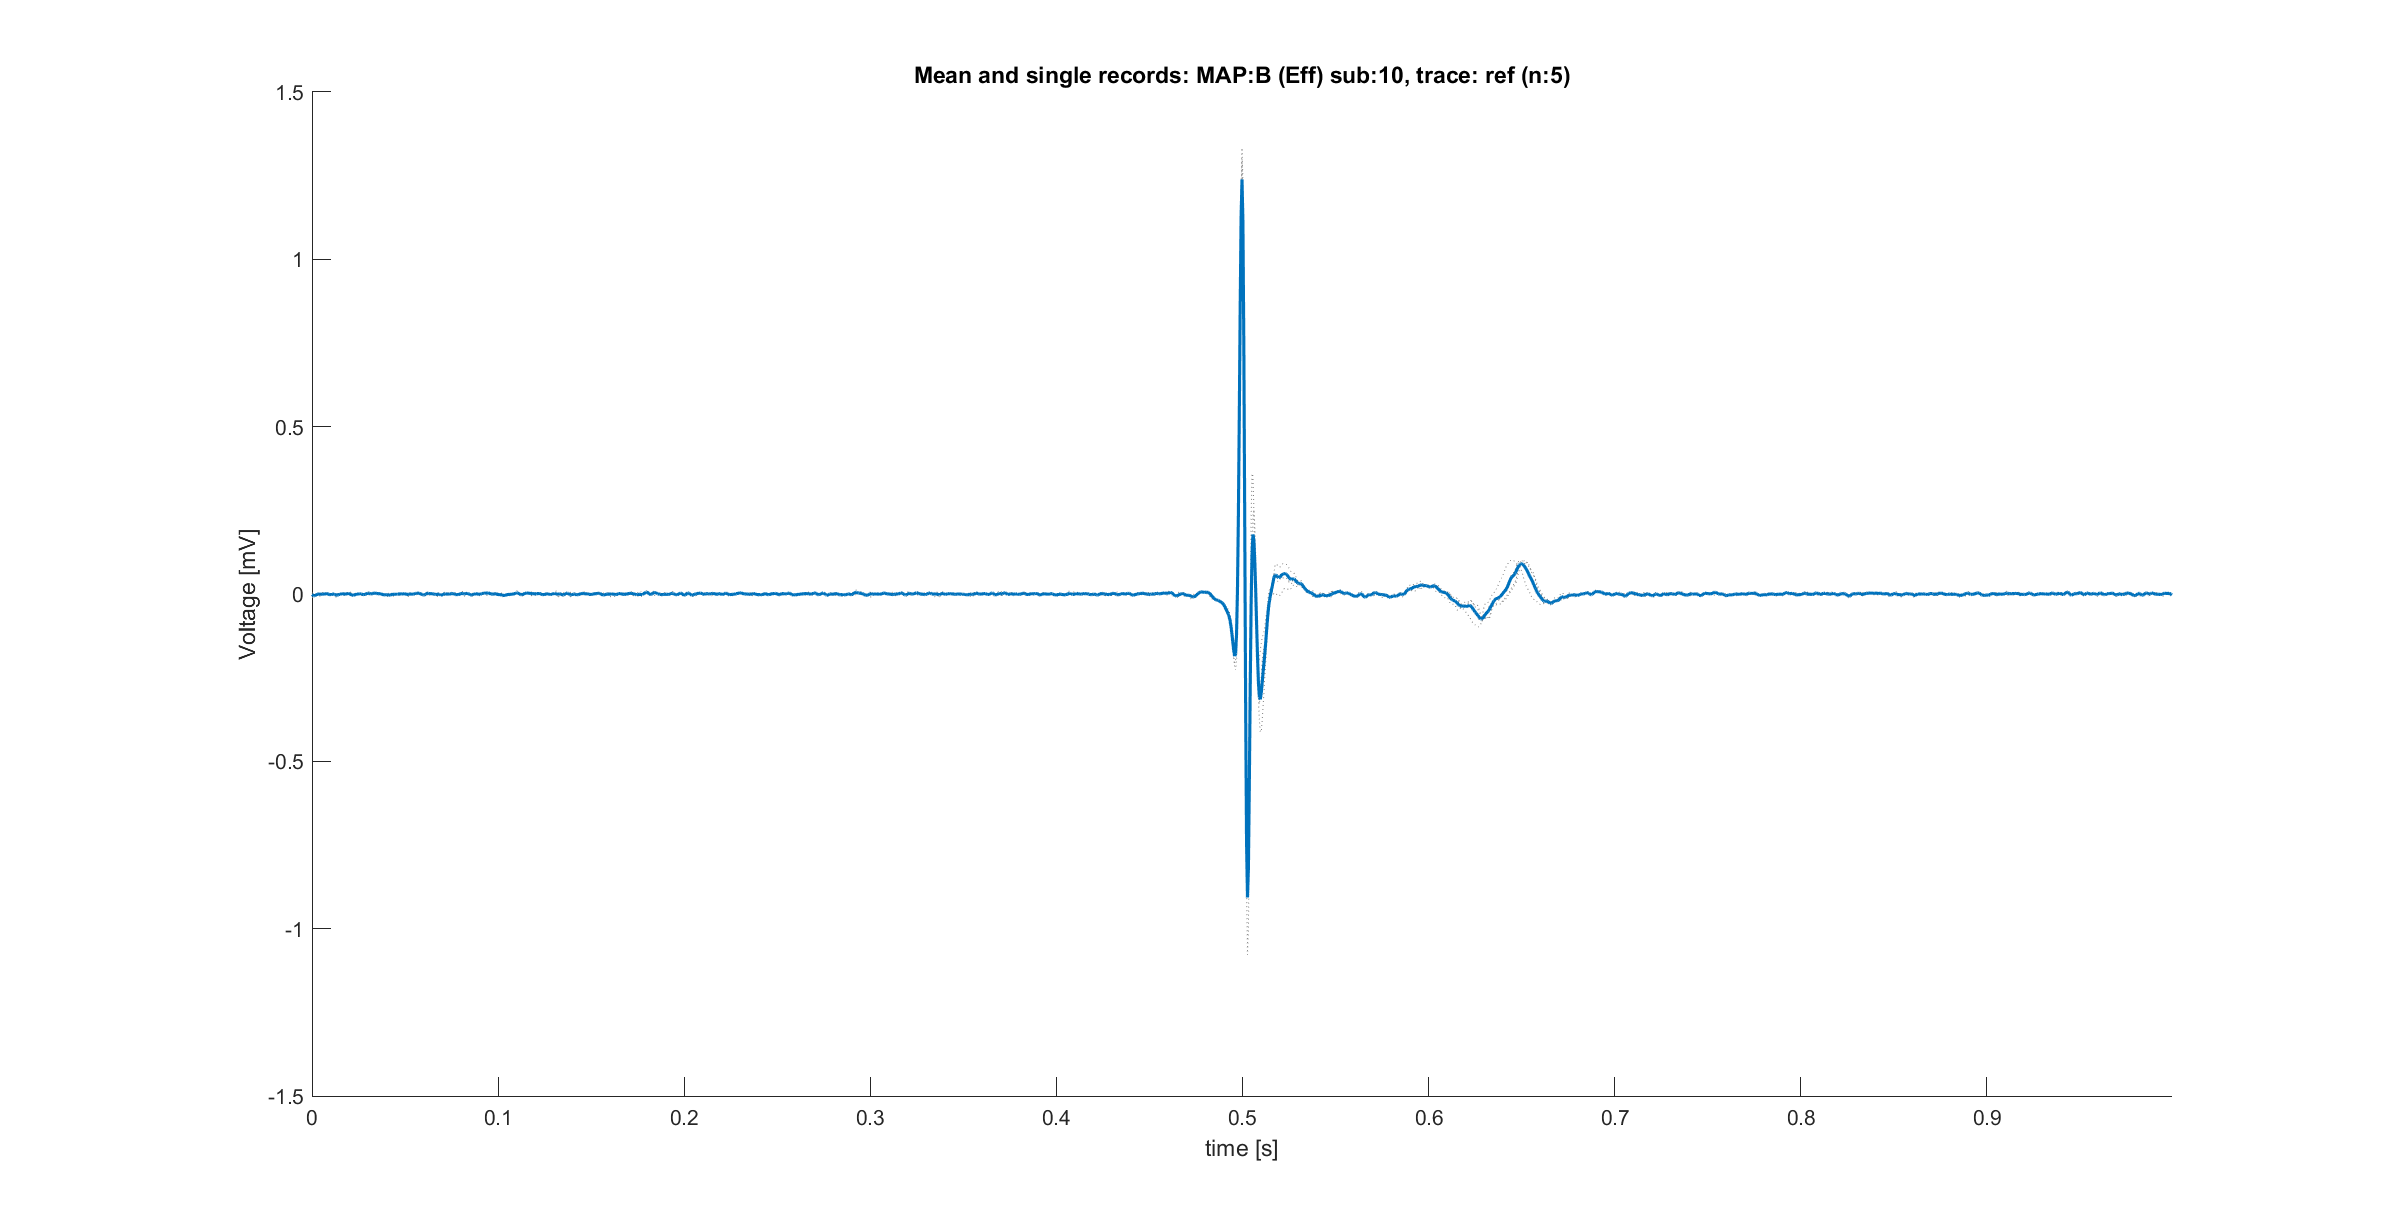 Mean and single records: MAP:B (Eff) sub:10, trace: ref (n:5)
1.5
1
0.5
0
-0.5
-1
-1.5
Voltage [mV]
0 0.1 0.2 0.3 0.4 0.5 0.6 0.7 0.8 0.9
time [s]